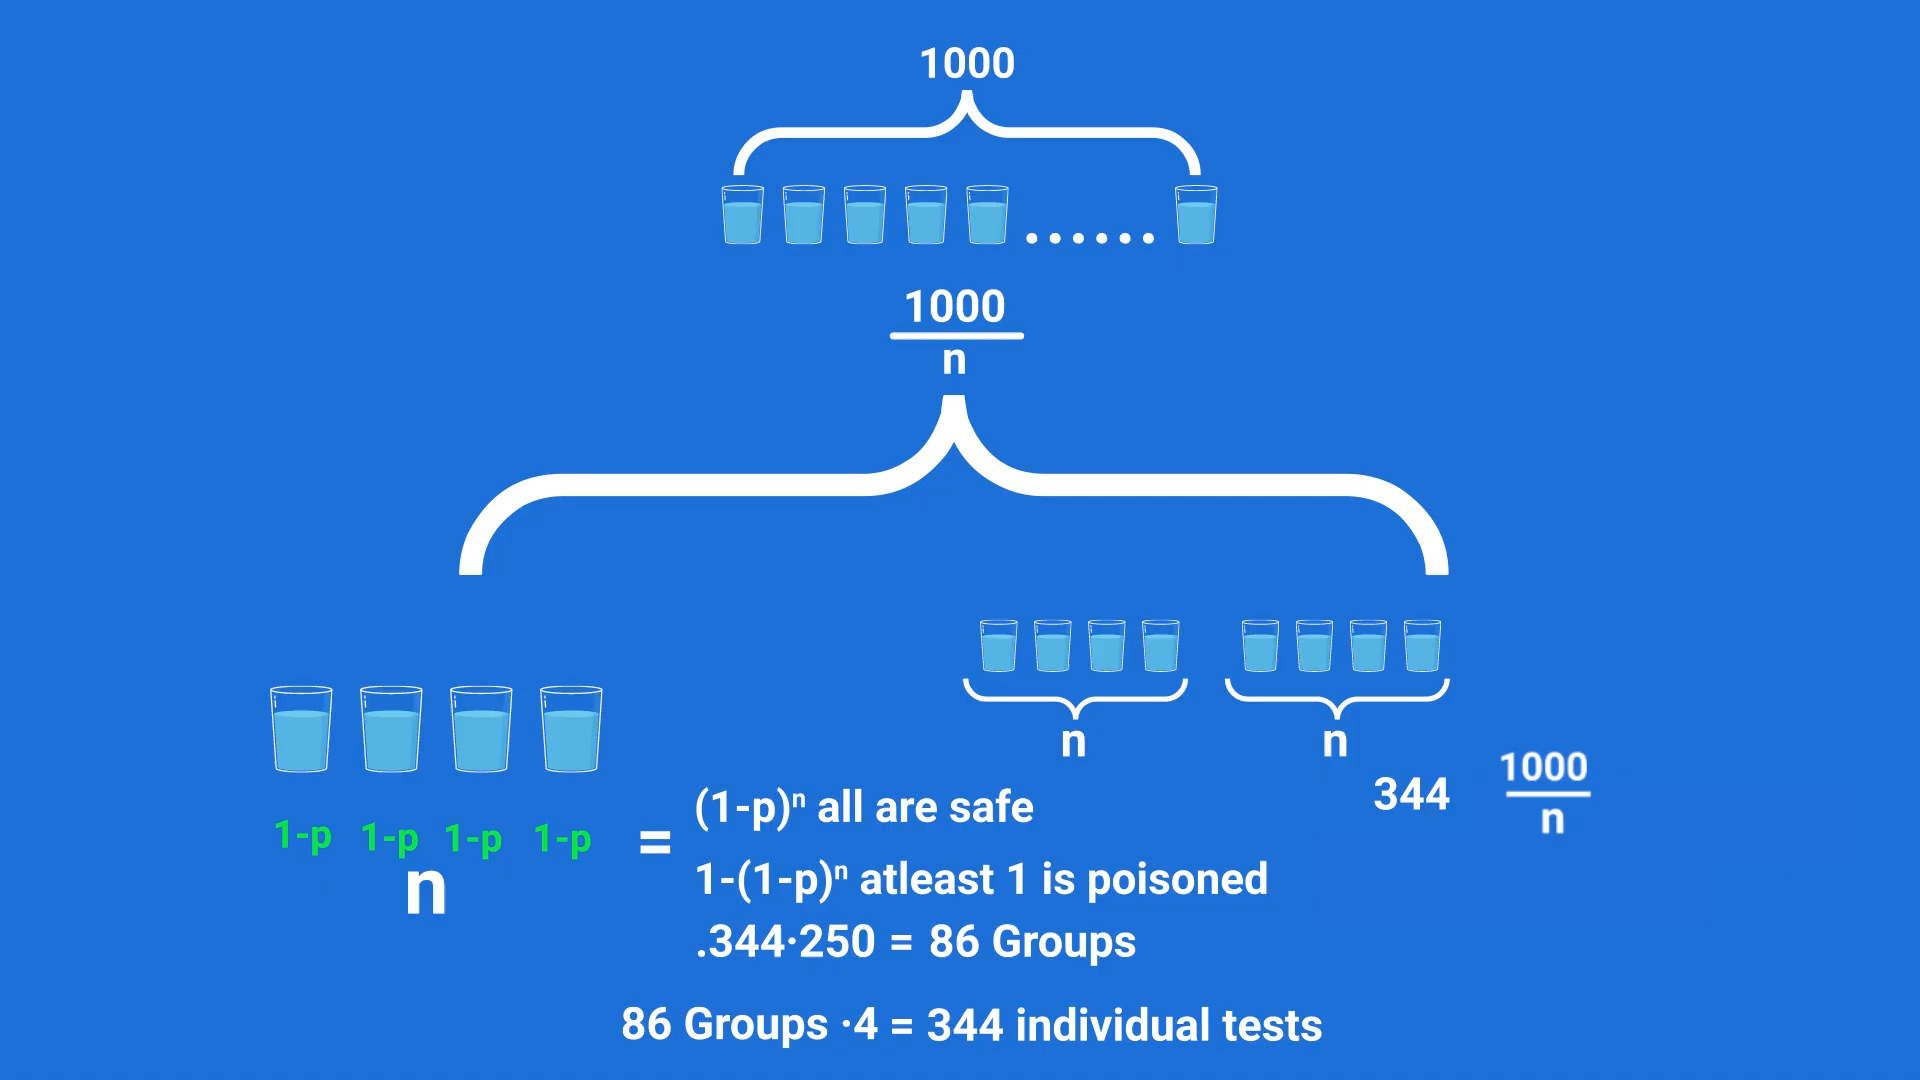 1000
1000
n
n n
344 1000
n
1-p 1-p 1-p 1-p
n
=
(1-p)ⁿ all are safe
1-(1-p)ⁿ atleast 1 is poisoned
.344·250 = 86 Groups
86 Groups ·4 = 344 individual tests